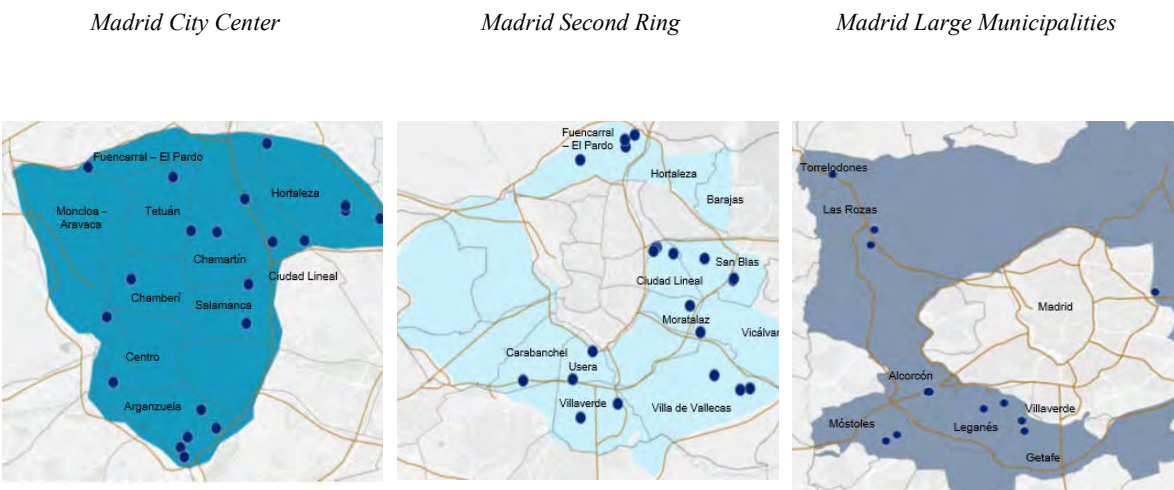 Madrid City Center
Madrid Second Ring
Madrid Large Municipalities
Fuencarral – El Pardo
Hortaleza
Moncloa -
Aravaca
Tetuán
Chamartín
Ciudad Lineal
Chamberí
Salamanca
Centro
Arganzuela
Fuencarral
– El Pardo
Hortaleza
Barajas
San Blas
Ciudad Lineal
Moratalaz
Vicálvar
Carabanchel
Usera
Villaverde
Villa de Vallecas
Torrelodones
Las Rozas
Madrid
Alcorcón
Villaverde
Móstoles
Leganés
Getafe